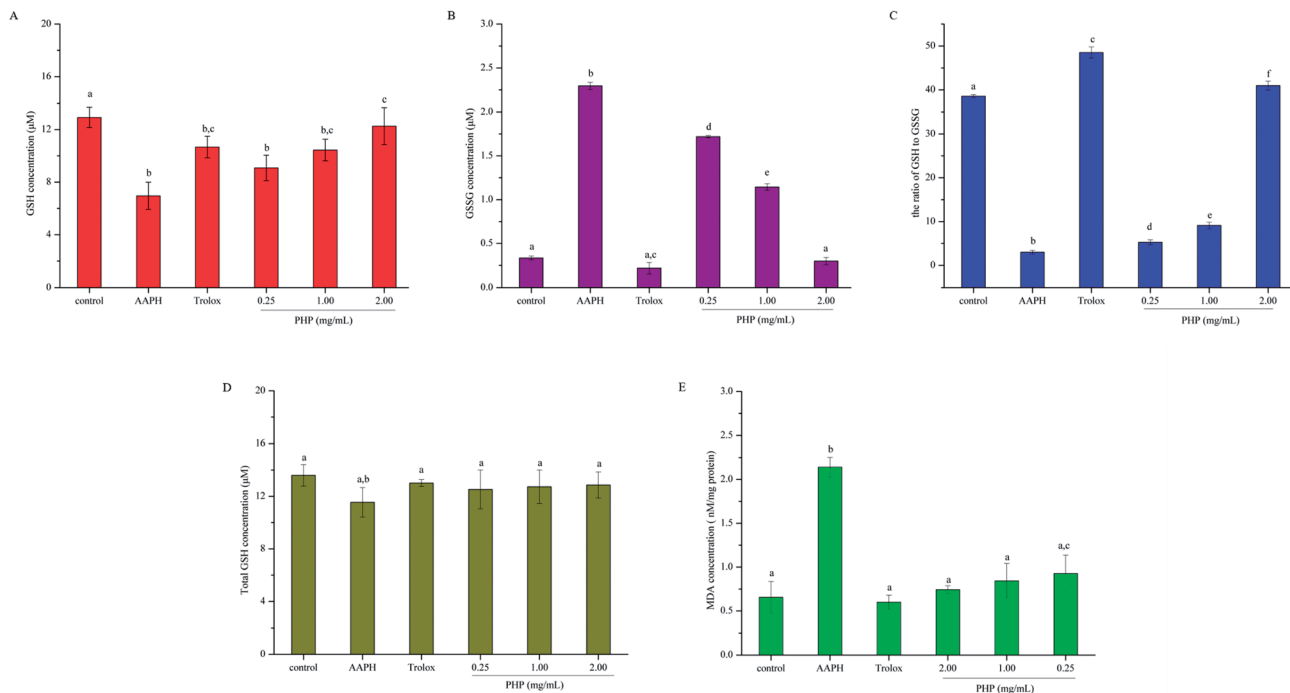 A
GSH concentration (μM)
20
16
12
8
4
0
a
b
b,c
b
b,c
c
control
AAPH
Trolox
0.25
1.00
2.00
PHP (mg/mL)
B
GSSG concentration (μM)
3.0
2.5
2.0
1.5
1.0
0.5
0.0
a
b
a,c
d
e
a
control
AAPH
Trolox
0.25
1.00
2.00
PHP (mg/mL)
C
the ratio of GSH to GSSG
50
40
30
20
10
0
a
b
c
d
e
f
control
AAPH
Trolox
0.25
1.00
2.00
PHP (mg/mL)
D
Total GSH concentration (μM)
20
16
12
8
4
0
a
a,b
a
a
a
a
control
AAPH
Trolox
0.25
1.00
2.00
PHP (mg/mL)
E
MDA concentration ( nM/mg protein)
3.0
2.5
2.0
1.5
1.0
0.5
0.0
a
b
a
a
a
a,c
control
AAPH
Trolox
2.00
1.00
0.25
PHP (mg/mL)